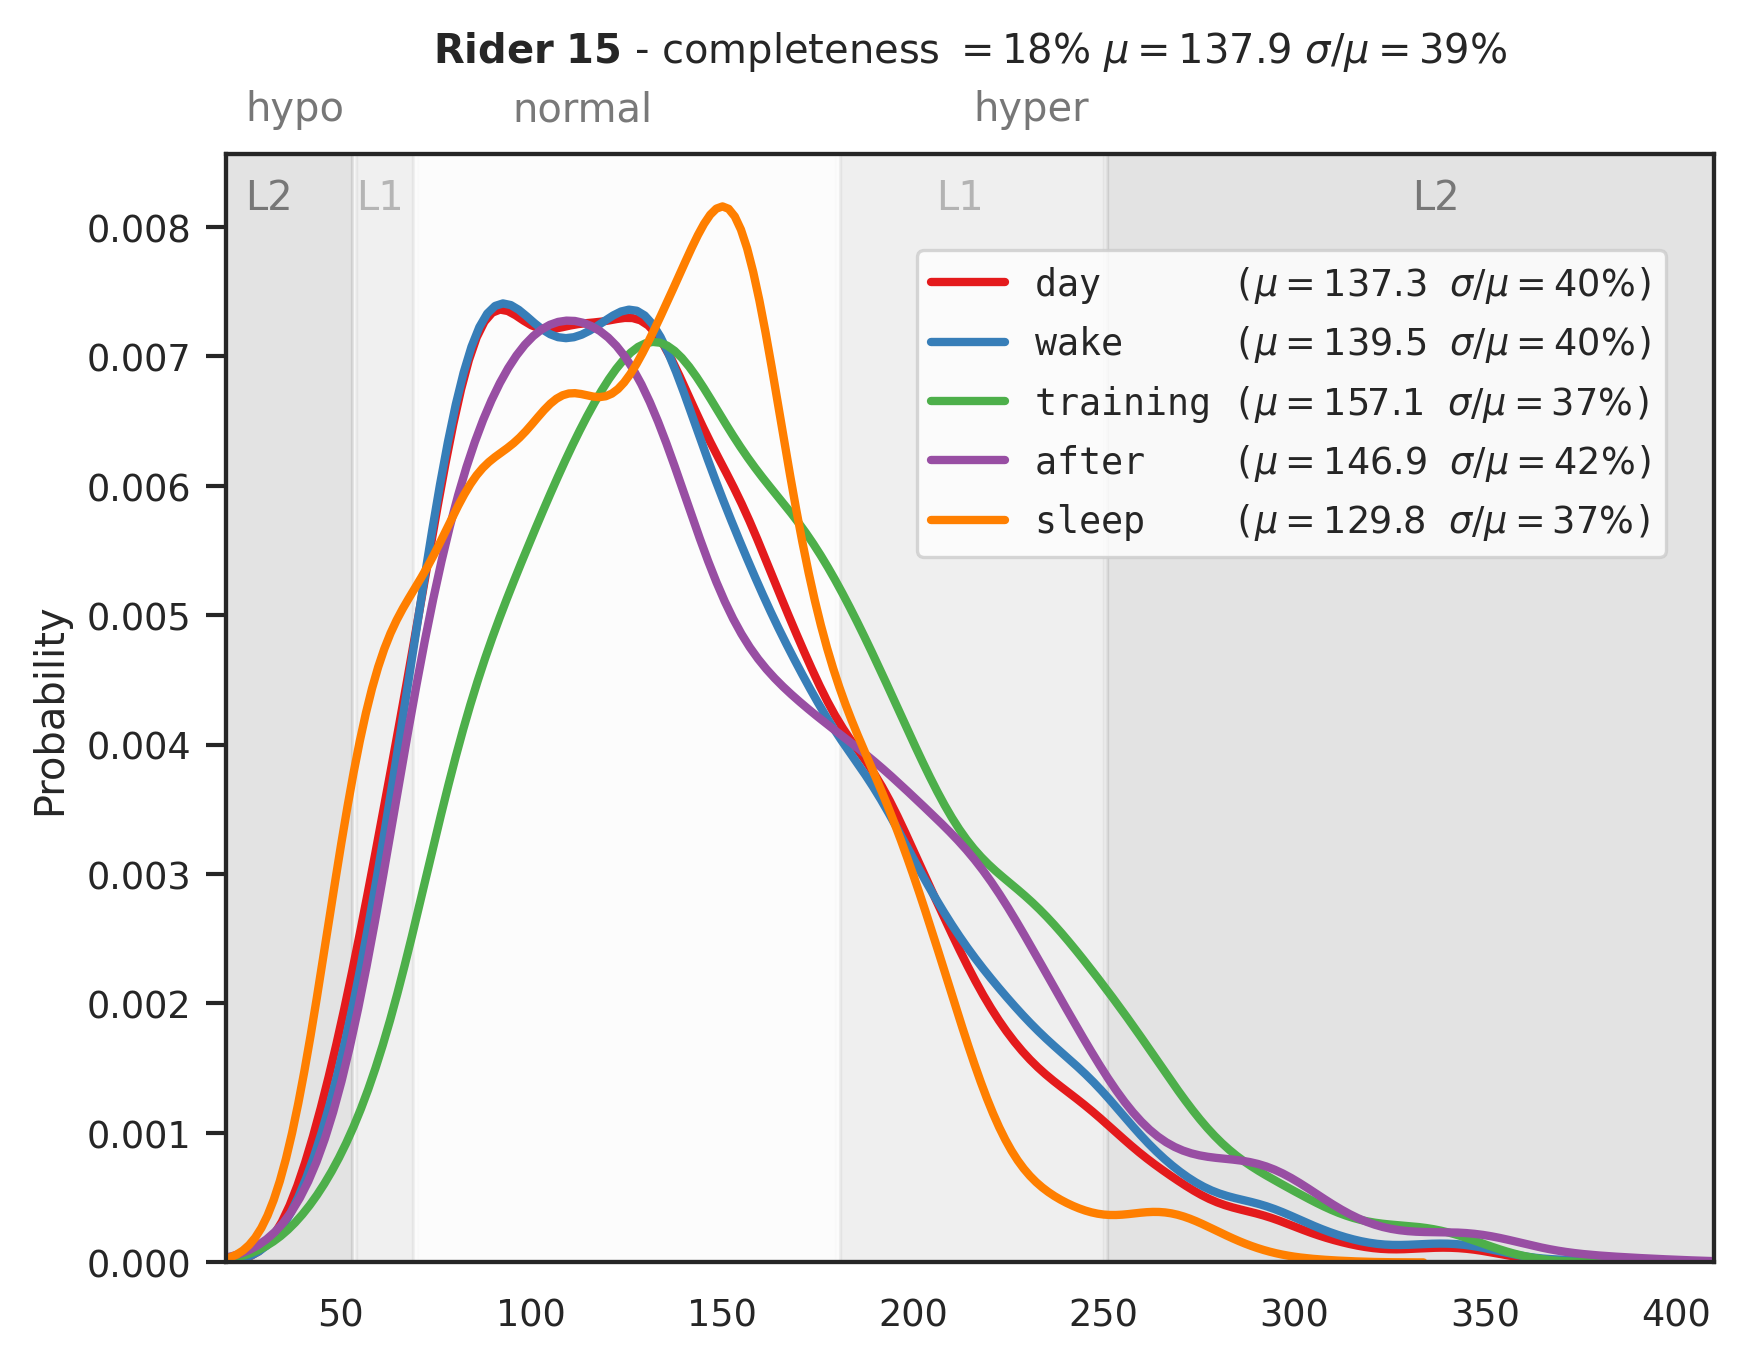 Rider 15 - completeness = 18% μ = 137.9 σ/μ = 39%
hypo normal hyper
L2 L1 L1 L2
day (μ = 137.3 σ/μ = 40%)
wake (μ = 139.5 σ/μ = 40%)
training (μ = 157.1 σ/μ = 37%)
after (μ = 146.9 σ/μ = 42%)
sleep (μ = 129.8 σ/μ = 37%)
Probability
0.008
0.007
0.006
0.005
0.004
0.003
0.002
0.001
0.000
50 100 150 200 250 300 350 400